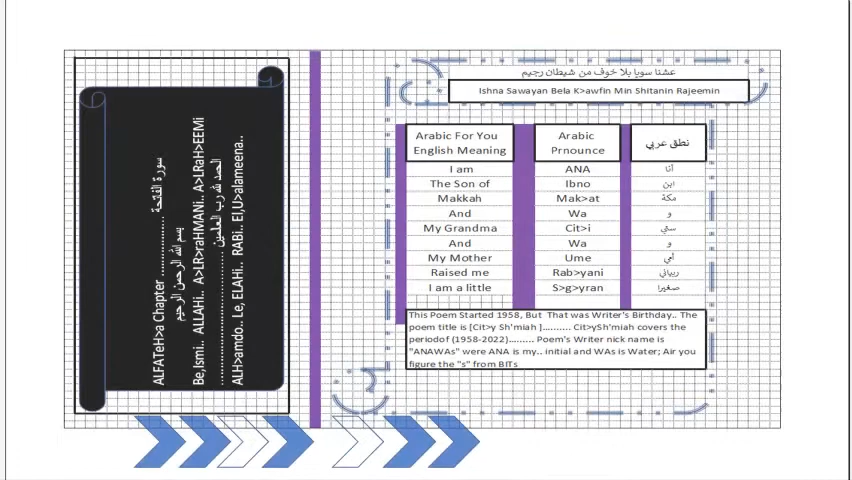 سورة الفاتحة
ALFATeH>a Chapter ..................
بسم الله الرحمن الرحيم
Be,Ismi.. ALLAHi.. A>LR>raHIMANi.. A>LRaH>EEMi
الحمد لله رب العلمين
ALH>amdo.. Le, ELAHi.. RABi.. El,U>alameena..
عشنا سويا بلا خوف من شيطان رجيم
Ishna Sawayan Bela K>awfin Min Shitanin Rajeemin
Arabic For You English Meaning | Arabic Prnounce | نطق عربي
I am | ANA | أنا
The Son of | Ibno | ابن
Makkah | Mak>at | مكة
And | Wa | و
My Grandma | Cit>i | ستي
And | Wa | و
My Mother | Ume | أمي
Raised me | Rab>yani | ربياني
I am a little | S>g>yran | صغيرا
This Poem Started 1958, But That was Writer's Birthday.. The
poem title is [Cit>y Sh'miah ].......... Cit>ySh'miah covers the
periodof (1958-2022)........ Poem's Writer nick name is
"ANAWAs" were ANA is my.. initial and WAs is Water; Air you
figure the "s" from BITs